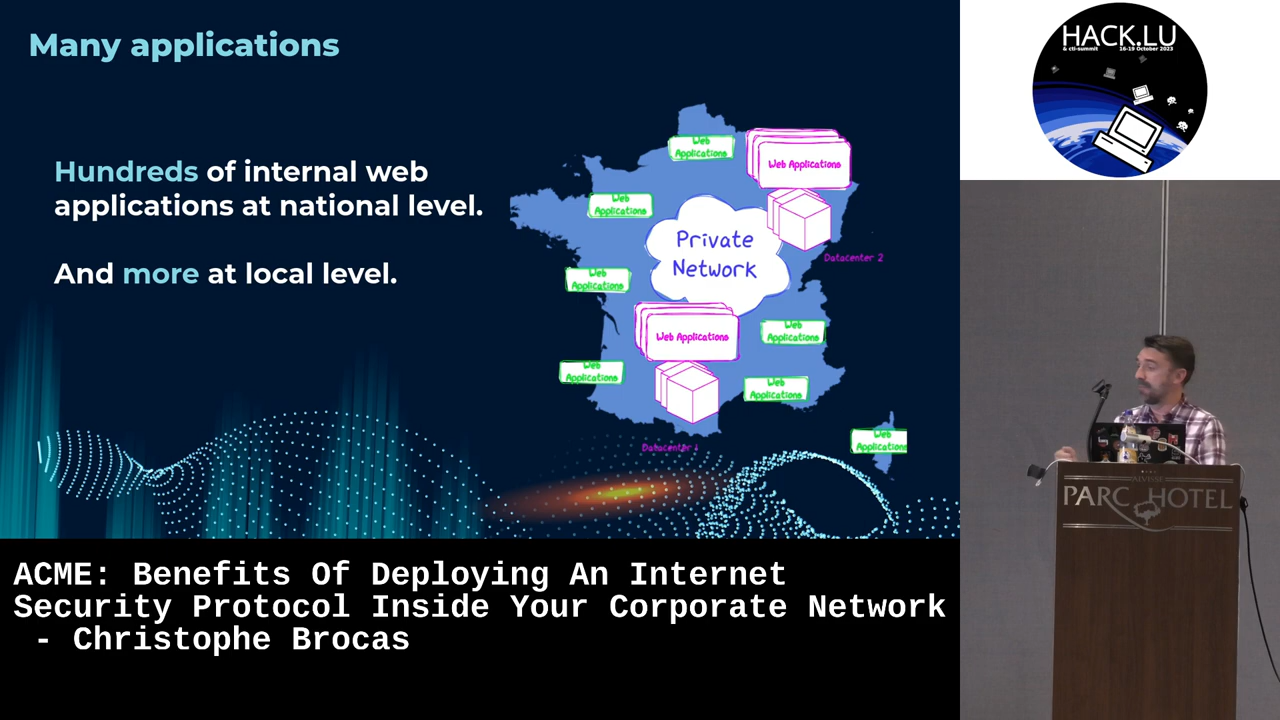 Many applications
Hundreds of internal web
applications at national level.
And more at local level.
Web
Applications
Web Applications
Web
Applications
Private
Network
Datacenter 2
Web
Applications
Web Applications
Web
Applications
Web
Applications
Web
Applications
Web
Applications
Datacenter 1
HACK.LU
& cti-summit 16-19 October 2023
ALVISSE
PARC HOTEL
ACME: Benefits Of Deploying An Internet
Security Protocol Inside Your Corporate Network
- Christophe Brocas